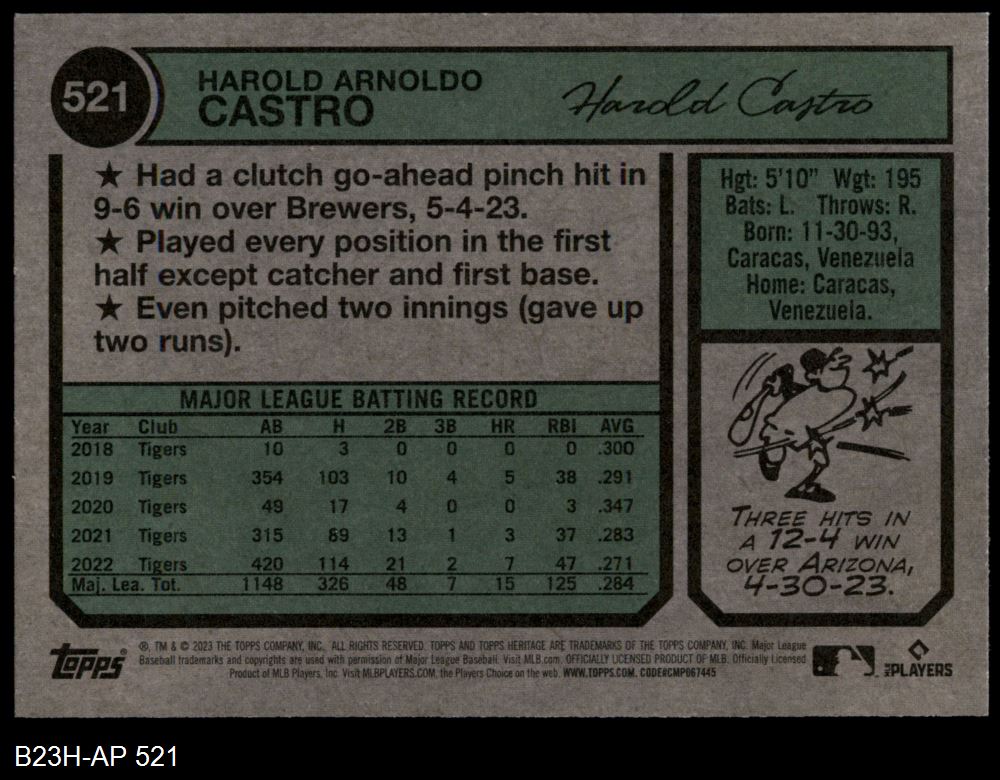 521
HAROLD ARNOLDO
CASTRO
Harold Castro
★ Had a clutch go-ahead pinch hit in
9-6 win over Brewers, 5-4-23.
★ Played every position in the first
half except catcher and first base.
★ Even pitched two innings (gave up
two runs).
Hgt: 5'10" Wgt: 195
Bats: L. Throws: R.
Born: 11-30-93,
Caracas, Venezuela
Home: Caracas,
Venezuela.
MAJOR LEAGUE BATTING RECORD
Year Club AB H 2B 3B HR RBI AVG
2018 Tigers 10 3 0 0 0 0 .300
2019 Tigers 354 103 10 4 5 38 .291
2020 Tigers 49 17 4 0 0 3 .347
2021 Tigers 315 89 13 1 3 37 .283
2022 Tigers 420 114 21 2 7 47 .271
Maj. Lea. Tot. 1148 326 48 7 15 125 .284
THREE HITS IN
A 12-4 WIN
OVER ARIZONA,
4-30-23.
Topps
®, TM & © 2023 THE TOPPS COMPANY, INC. ALL RIGHTS RESERVED. TOPPS AND TOPPS HERITAGE ARE TRADEMARKS OF THE TOPPS COMPANY, INC. Major League
Baseball trademarks and copyrights are used with permission of Major League Baseball. Visit MLB.com. OFFICIALLY LICENSED PRODUCT OF MLB. Officially Licensed
Product of MLB Players, Inc. Visit MLBPLAYERS.COM, the Players Choice on the web. WWW.TOPPS.COM. CODE#CMP067445
MLB PLAYERS
B23H-AP 521